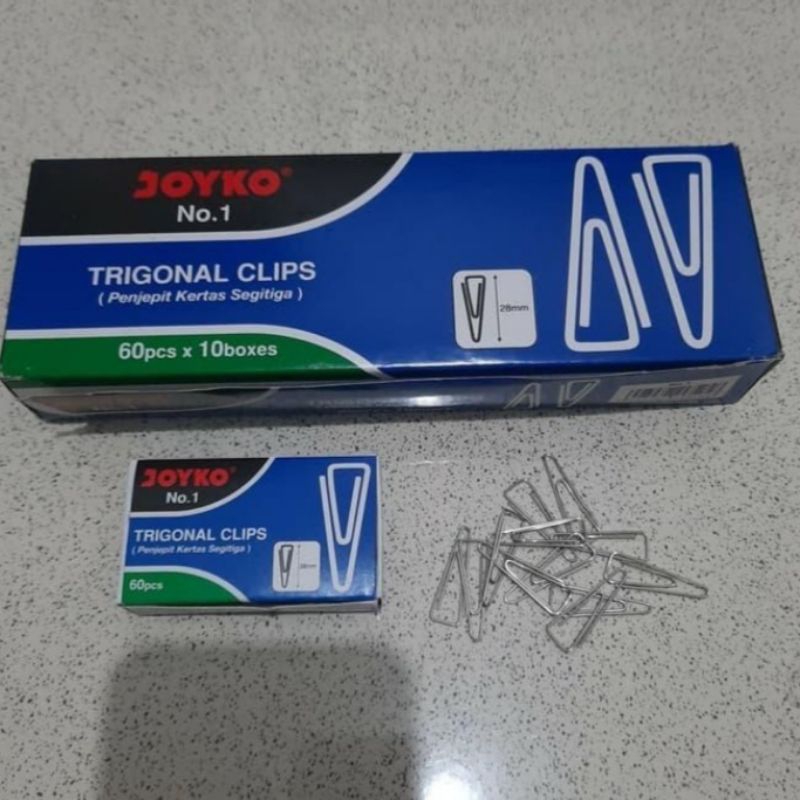 JOYKO®
No.1
TRIGONAL CLIPS
( Penjepit Kertas Segitiga )
28mm
60pcs x 10boxes
JOYKO®
No.1
TRIGONAL CLIPS
( Penjepit Kertas Segitiga )
28mm
60pcs